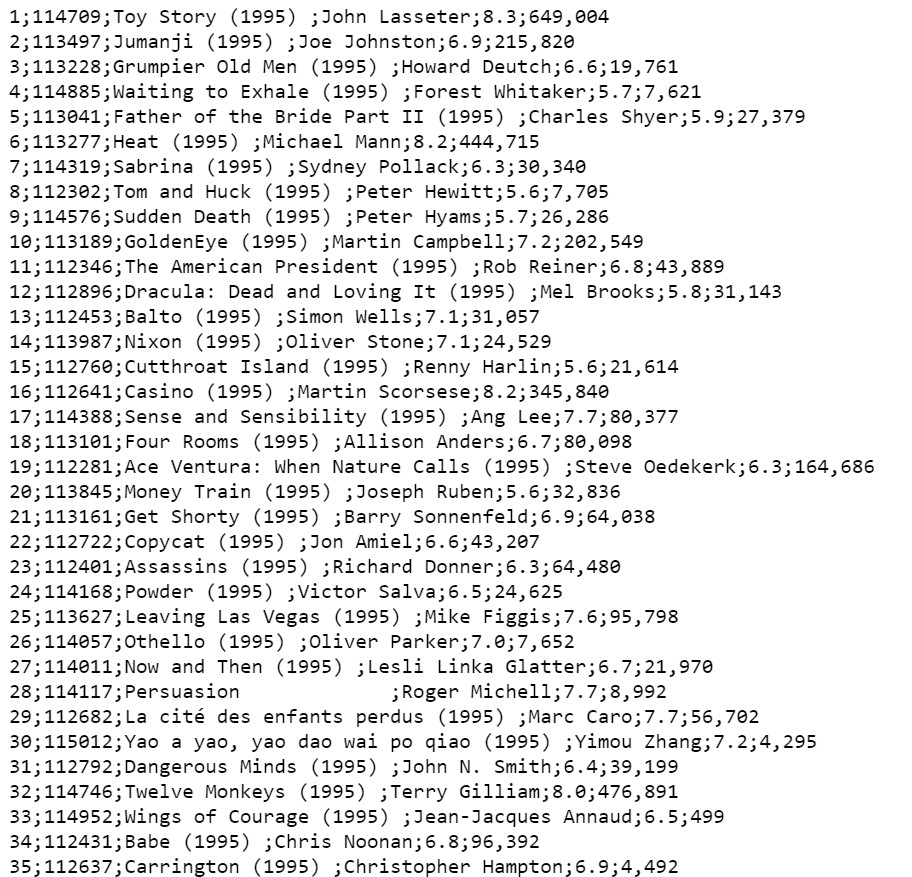 1;114709;Toy Story (1995) ;John Lasseter;8.3;649,004
2;113497;Jumanji (1995) ;Joe Johnston;6.9;215,820
3;113228;Grumpier Old Men (1995) ;Howard Deutch;6.6;19,761
4;114885;Waiting to Exhale (1995) ;Forest Whitaker;5.7;7,621
5;113041;Father of the Bride Part II (1995) ;Charles Shyer;5.9;27,379
6;113277;Heat (1995) ;Michael Mann;8.2;444,715
7;114319;Sabrina (1995) ;Sydney Pollack;6.3;30,340
8;112302;Tom and Huck (1995) ;Peter Hewitt;5.6;7,705
9;114576;Sudden Death (1995) ;Peter Hyams;5.7;26,286
10;113189;GoldenEye (1995) ;Martin Campbell;7.2;202,549
11;112346;The American President (1995) ;Rob Reiner;6.8;43,889
12;112896;Dracula: Dead and Loving It (1995) ;Mel Brooks;5.8;31,143
13;112453;Balto (1995) ;Simon Wells;7.1;31,057
14;113987;Nixon (1995) ;Oliver Stone;7.1;24,529
15;112760;Cutthroat Island (1995) ;Renny Harlin;5.6;21,614
16;112641;Casino (1995) ;Martin Scorsese;8.2;345,840
17;114388;Sense and Sensibility (1995) ;Ang Lee;7.7;80,377
18;113101;Four Rooms (1995) ;Allison Anders;6.7;80,098
19;112281;Ace Ventura: When Nature Calls (1995) ;Steve Oedekerk;6.3;164,686
20;113845;Money Train (1995) ;Joseph Ruben;5.6;32,836
21;113161;Get Shorty (1995) ;Barry Sonnenfeld;6.9;64,038
22;112722;Copycat (1995) ;Jon Amiel;6.6;43,207
23;112401;Assassins (1995) ;Richard Donner;6.3;64,480
24;114168;Powder (1995) ;Victor Salva;6.5;24,625
25;113627;Leaving Las Vegas (1995) ;Mike Figgis;7.6;95,798
26;114057;Othello (1995) ;Oliver Parker;7.0;7,652
27;114011;Now and Then (1995) ;Lesli Linka Glatter;6.7;21,970
28;114117;Persuasion             ;Roger Michell;7.7;8,992
29;112682;La cité des enfants perdus (1995) ;Marc Caro;7.7;56,702
30;115012;Yao a yao, yao dao wai po qiao (1995) ;Yimou Zhang;7.2;4,295
31;112792;Dangerous Minds (1995) ;John N. Smith;6.4;39,199
32;114746;Twelve Monkeys (1995) ;Terry Gilliam;8.0;476,891
33;114952;Wings of Courage (1995) ;Jean-Jacques Annaud;6.5;499
34;112431;Babe (1995) ;Chris Noonan;6.8;96,392
35;112637;Carrington (1995) ;Christopher Hampton;6.9;4,492